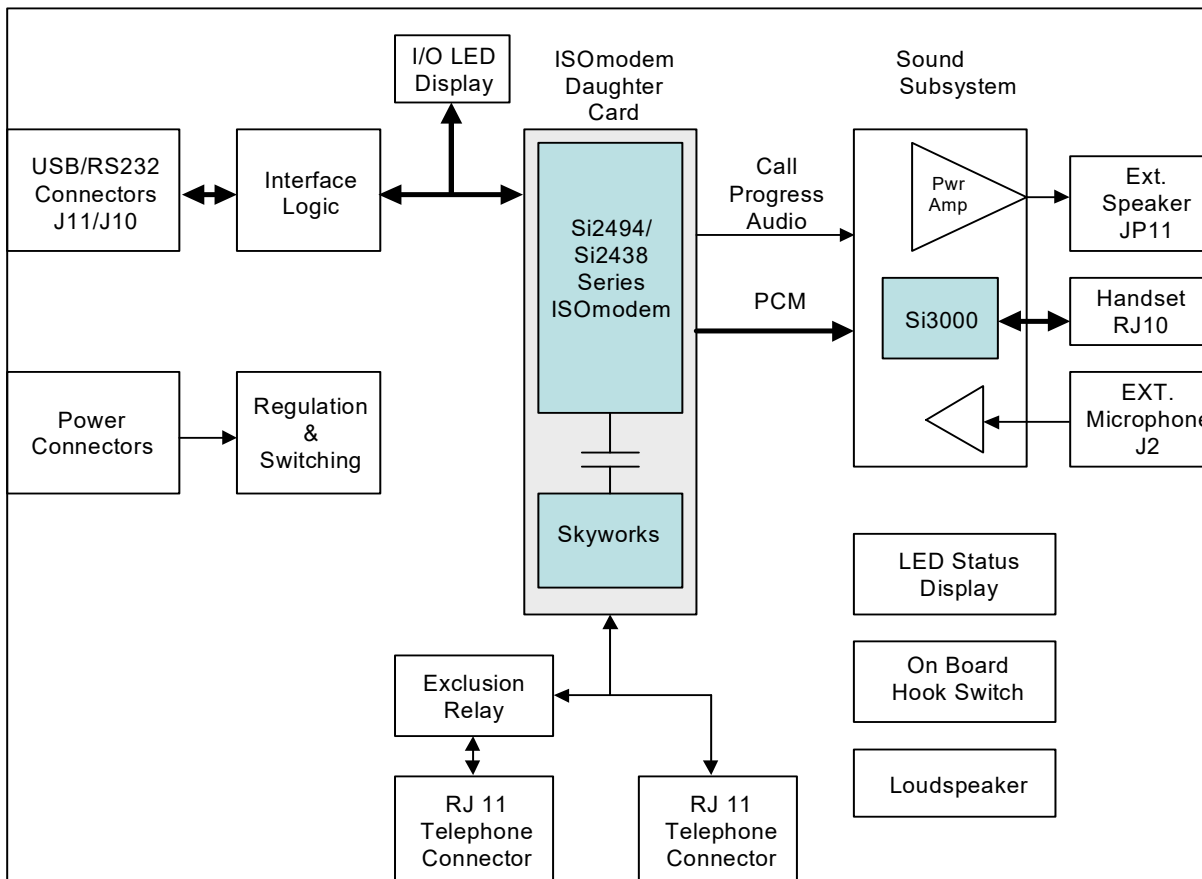 I/O LED
Display
ISOmodem
Daughter
Card
Sound
Subsystem
USB/RS232
Connectors
J11/J10
Interface
Logic
Si2494/
Si2438
Series
ISOmodem
Call
Progress
Audio
PCM
Pwr
Amp
Ext.
Speaker
JP11
Si3000
Handset
RJ10
EXT.
Microphone
J2
Power
Connectors
Regulation
&
Switching
Skyworks
LED Status
Display
On Board
Hook Switch
Loudspeaker
Exclusion
Relay
RJ 11
Telephone
Connector
RJ 11
Telephone
Connector